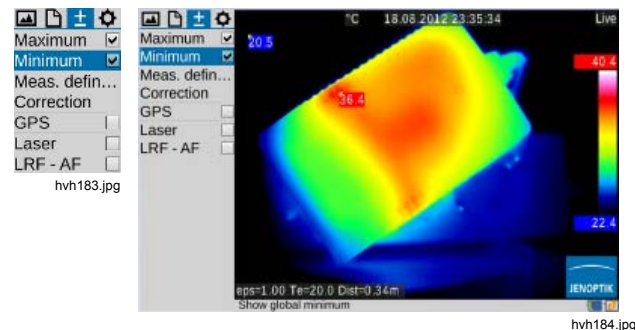 Maximum
Minimum
Meas. defin...
Correction
GPS
Laser
LRF - AF
hvh183.jpg
Maximum
Minimum
Meas. defin...
Correction
GPS
Laser
LRF - AF
°C 18.08.2012 23:35:34 Live
20.5
40.4
36.4
22.4
eps=1.00 Te=20.0 Dist=0.34m
JENOPTIK
Show global minimum
hvh184.jpg